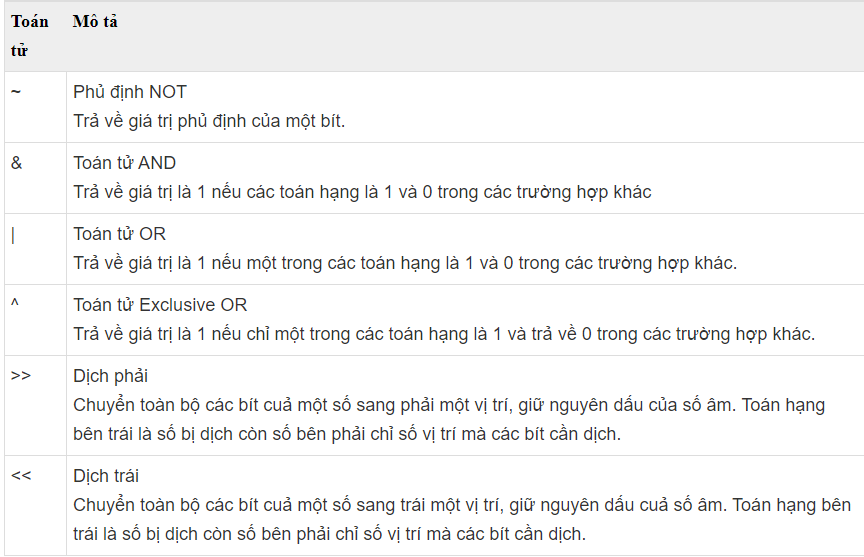 Toán Mô tả
tử
~ Phủ định NOT
Trả về giá trị phủ định của một bít.
& Toán tử AND
Trả về giá trị là 1 nếu các toán hạng là 1 và 0 trong các trường hợp khác
| Toán tử OR
Trả về giá trị là 1 nếu một trong các toán hạng là 1 và 0 trong các trường hợp khác.
^ Toán tử Exclusive OR
Trả về giá trị là 1 nếu chỉ một trong các toán hạng là 1 và trả về 0 trong các trường hợp khác.
>> Dịch phải
Chuyển toàn bộ các bít cuả một số sang phải một vị trí, giữ nguyên dấu của số âm. Toán hạng
bên trái là số bị dịch còn số bên phải chỉ số vị trí mà các bít cần dịch.
<< Dịch trái
Chuyển toàn bộ các bít cuả một số sang trái một vị trí, giữ nguyên dấu cuả số âm. Toán hạng bên
trái là số bị dịch còn số bên phải chỉ số vị trí mà các bít cần dịch.